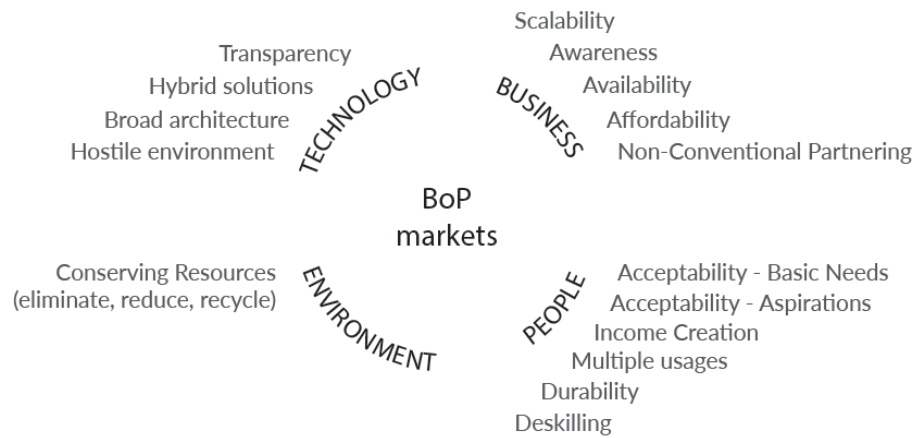 Scalability
Transparency
Awareness
Hybrid solutions
Availability
Broad architecture
Affordability
Hostile environment
Non-Conventional Partnering
TECHNOLOGY
BUSINESS
BoP
markets
Conserving Resources
(eliminate, reduce, recycle)
ENVIRONMENT
PEOPLE
Acceptability - Basic Needs
Acceptability - Aspirations
Income Creation
Multiple usages
Durability
Deskilling